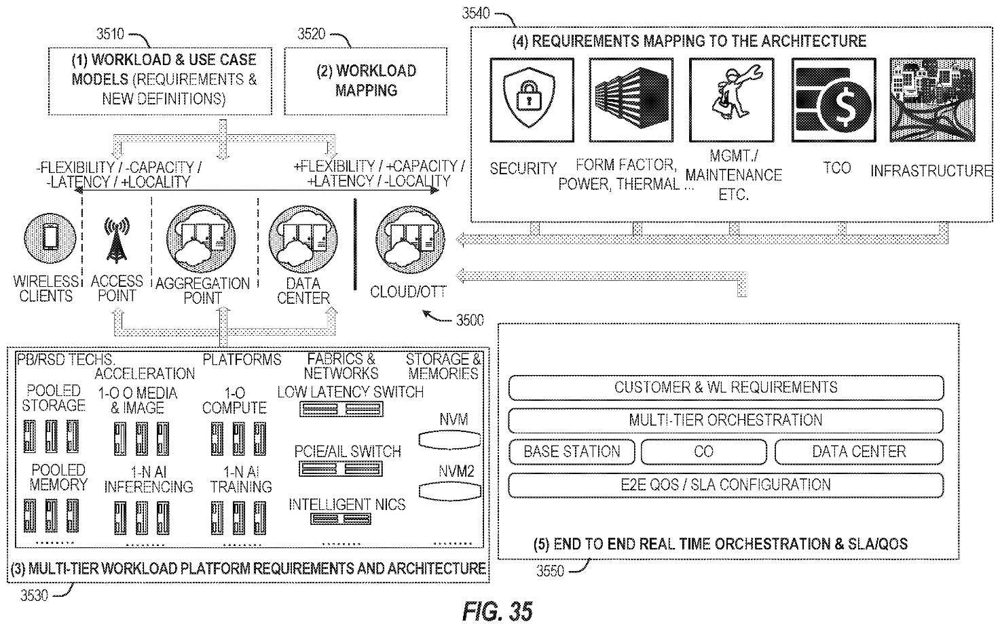 3510
(1) WORKLOAD & USE CASE
MODELS (REQUIREMENTS &
NEW DEFINITIONS)
3520
(2) WORKLOAD
MAPPING
3540
(4) REQUIREMENTS MAPPING TO THE ARCHITECTURE
$
SECURITY
FORM FACTOR,
POWER, THERMAL ...
MGMT./
MAINTENANCE
ETC.
TCO
INFRASTRUCTURE
-FLEXIBILITY / -CAPACITY /
-LATENCY / +LOCALITY
+FLEXIBILITY / +CAPACITY /
+LATENCY / -LOCALITY
WIRELESS
CLIENTS
ACCESS
POINT
AGGREGATION
POINT
DATA
CENTER
CLOUD/OTT
3500
PB/RSD TECHS.
ACCELERATION
PLATFORMS
FABRICS &
NETWORKS
STORAGE &
MEMORIES
POOLED
STORAGE
1-O O MEDIA
& IMAGE
1-O
COMPUTE
LOW LATENCY SWITCH
NVM
PCIE/AIL SWITCH
POOLED
MEMORY
1-N AI
INFERENCING
1-N AI
TRAINING
NVM2
INTELLIGENT NICS
(3) MULTI-TIER WORKLOAD PLATFORM REQUIREMENTS AND ARCHITECTURE
3530
CUSTOMER & WL REQUIREMENTS
MULTI-TIER ORCHESTRATION
BASE STATION
CO
DATA CENTER
E2E QOS / SLA CONFIGURATION
(5) END TO END REAL TIME ORCHESTRATION & SLA/QOS
3550
FIG. 35